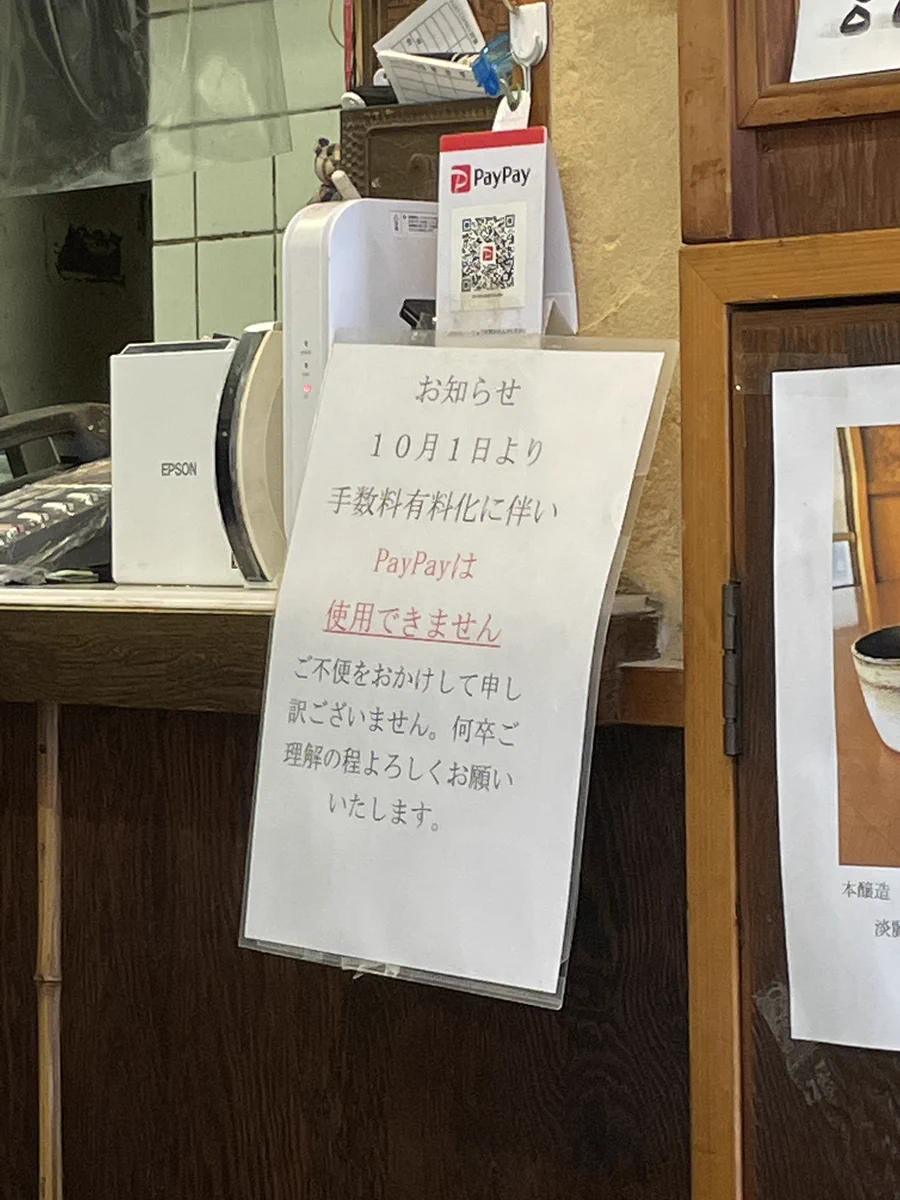 PayPay
EPSON
お知らせ
１０月１日より
手数料有料化に伴い
PayPayは
使用できません
ご不便をおかけして申し
訳ございません。何卒ご
理解の程よろしくお願い
いたします。
本醸造
淡麗